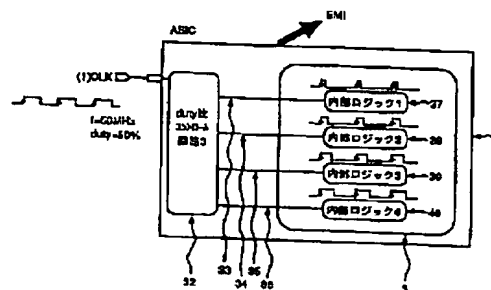 EMI
ASIC
(1)CLK
f=60MHz
duty=50%
duty比
コントロール
回路3
内部ロジック1
内部ロジック2
内部ロジック3
内部ロジック4
37
38
39
40
32
33
34
35
36